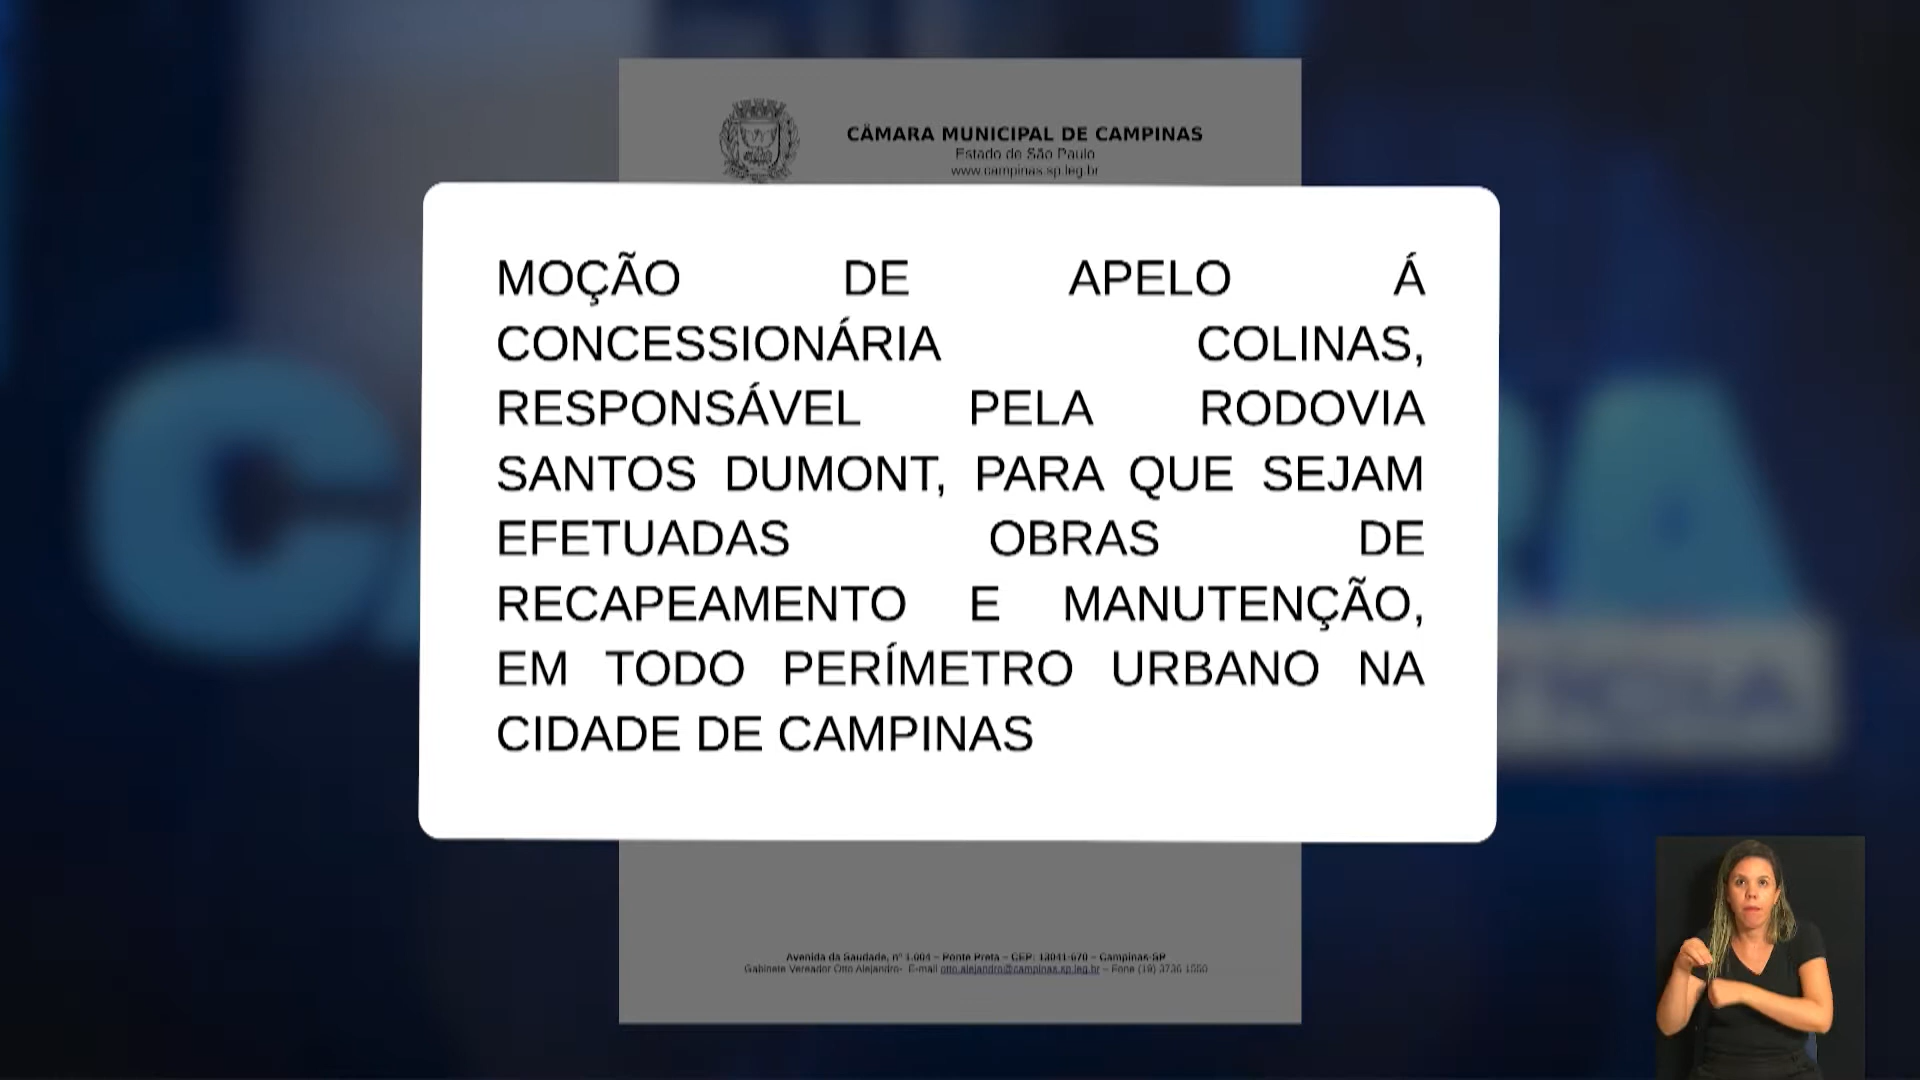 CÂMARA MUNICIPAL DE CAMPINAS
Estado de São Paulo
www.campinas.sp.leg.br
MOÇÃO DE APELO Á
CONCESSIONÁRIA COLINAS,
RESPONSÁVEL PELA RODOVIA
SANTOS DUMONT, PARA QUE SEJAM
EFETUADAS OBRAS DE
RECAPEAMENTO E MANUTENÇÃO,
EM TODO PERÍMETRO URBANO NA
CIDADE DE CAMPINAS
Avenida da Saudade, nº 1.004 – Ponte Preta – CEP: 13041-670 – Campinas-SP
Gabinete Vereador Otto Alejandro- E-mail otto.alejandro@campinas.sp.leg.br – Fone (19) 3736 1550